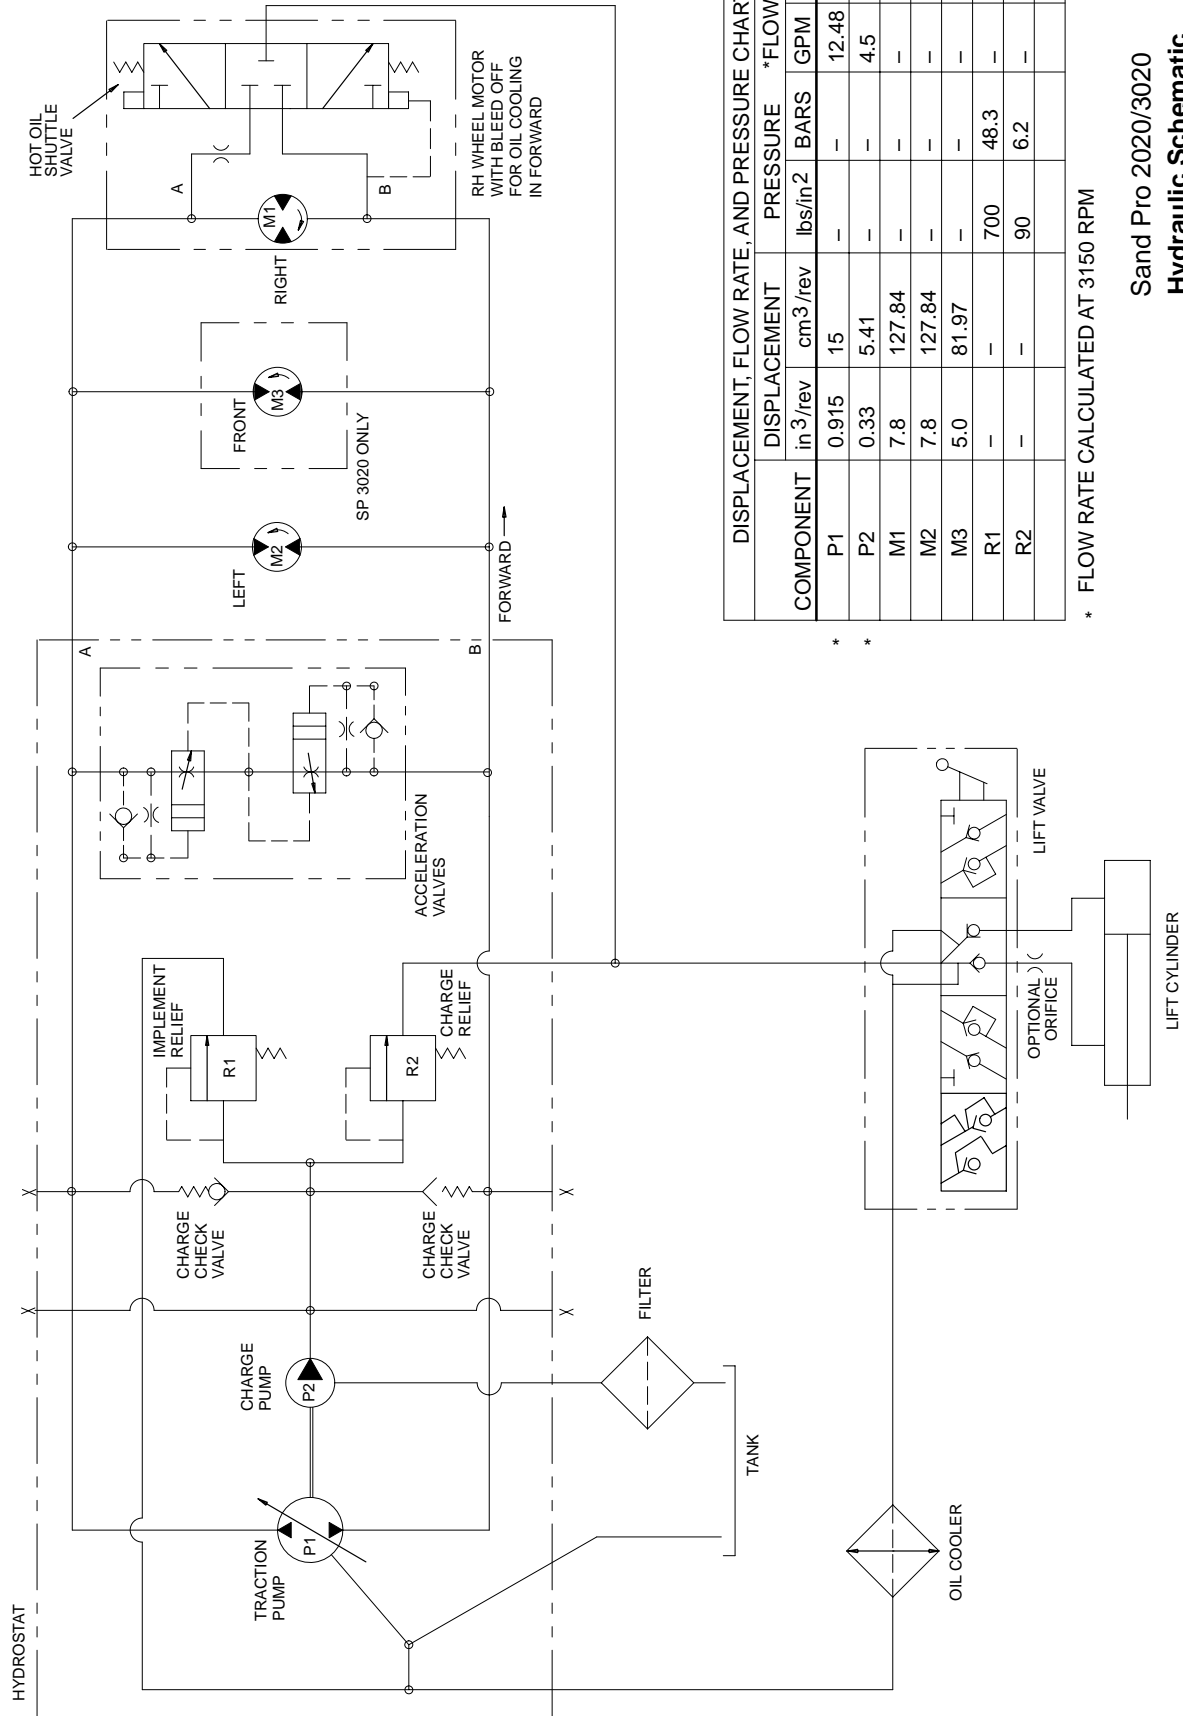 HYDROSTAT
TRACTION
PUMP
P1
CHARGE
PUMP
P2
X
X
CHARGE
CHECK
VALVE
CHARGE
CHECK
VALVE
X
X
IMPLEMENT
RELIEF
R1
R2
CHARGE
RELIEF
ACCELERATION
VALVES
A
B
FORWARD
LEFT
M2
FRONT
M3
SP 3020 ONLY
RIGHT
M1
A
B
HOT OIL
SHUTTLE
VALVE
RH WHEEL MOTOR
WITH BLEED OFF
FOR OIL COOLING
IN FORWARD
FILTER
TANK
OIL COOLER
LIFT VALVE
OPTIONAL
ORIFICE
LIFT CYLINDER
DISPLACEMENT, FLOW RATE, AND PRESSURE CHART
COMPONENT DISPLACEMENT PRESSURE *FLOW
in3/rev cm3/rev lbs/in2 BARS GPM
* P1 0.915 15 – – 12.48
* P2 0.33 5.41 – – 4.5
M1 7.8 127.84 – – –
M2 7.8 127.84 – – –
M3 5.0 81.97 – – –
R1 – – 700 48.3 –
R2 – – 90 6.2 –
* FLOW RATE CALCULATED AT 3150 RPM
Sand Pro 2020/3020
Hydraulic Schematic